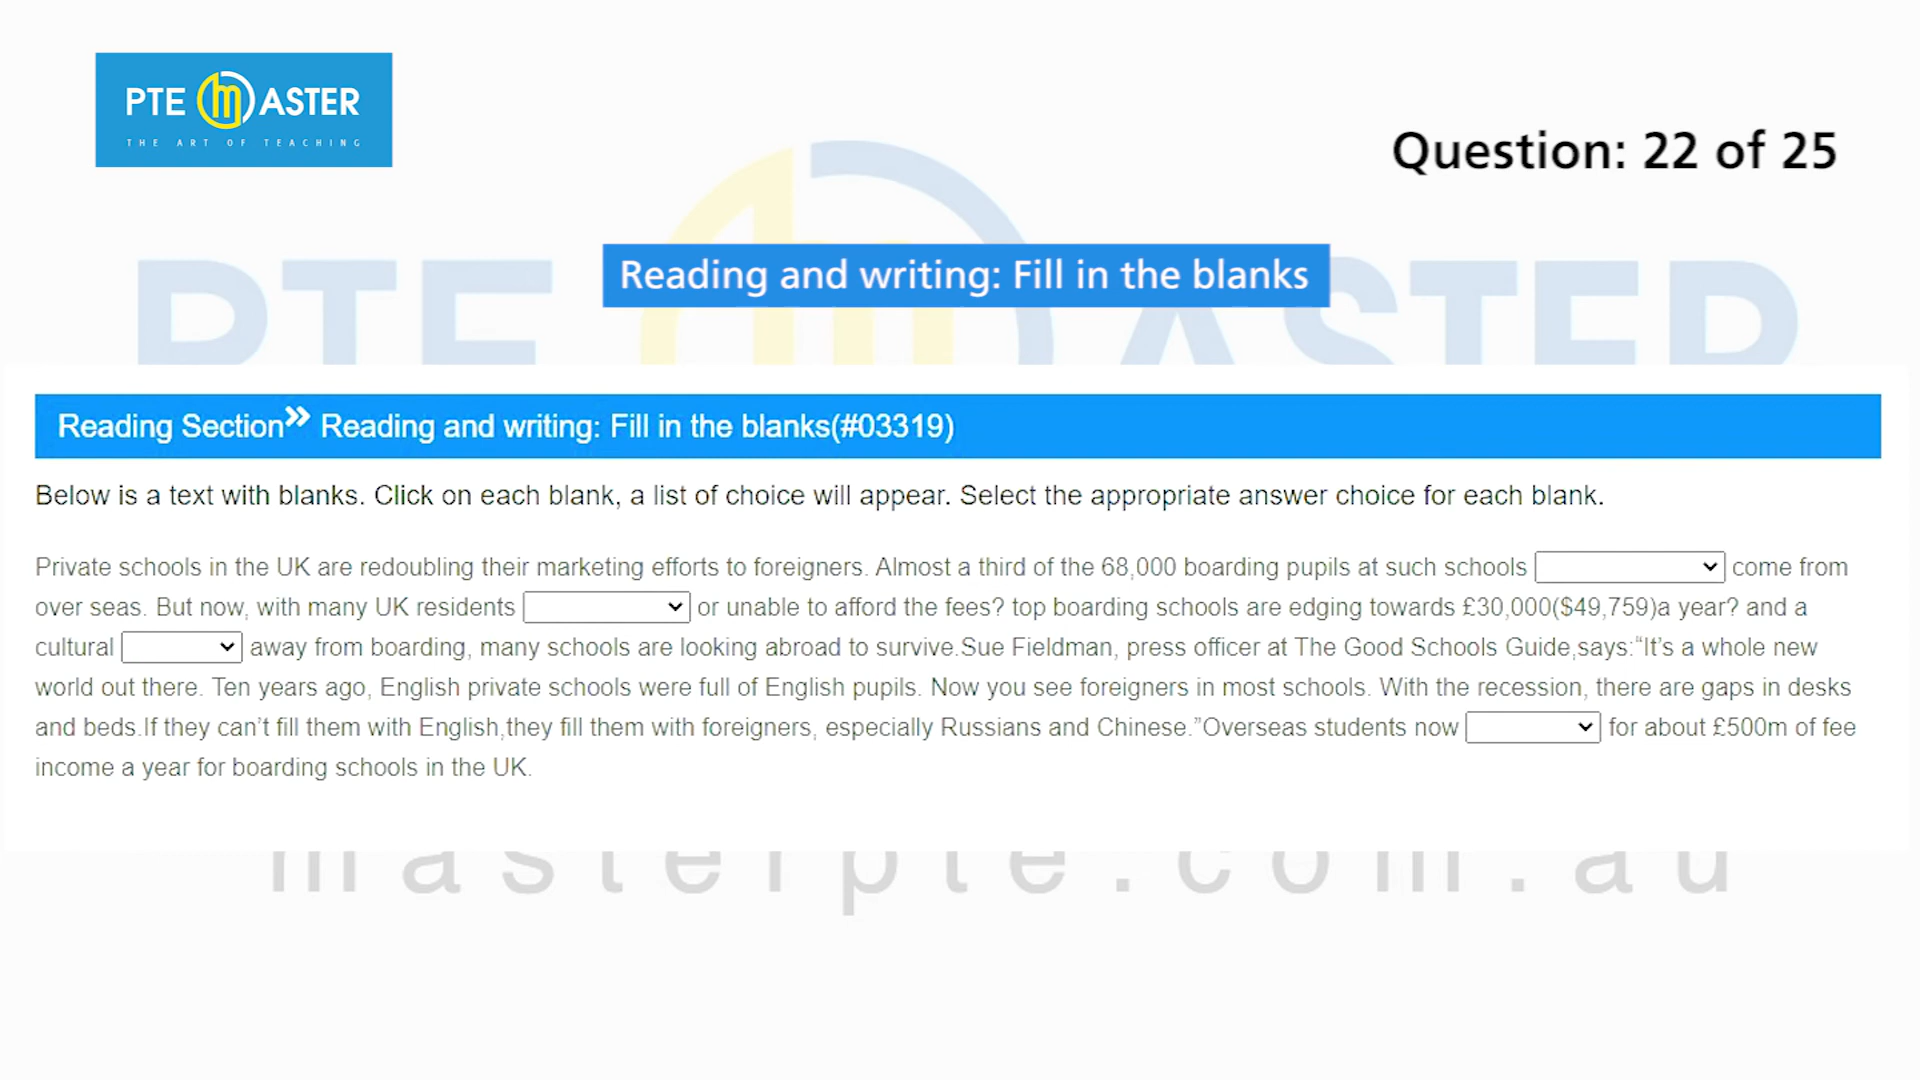 PTE MASTER
THE ART OF TEACHING
Question: 22 of 25
PTE MASTER
Reading and writing: Fill in the blanks
Reading Section» Reading and writing: Fill in the blanks(#03319)
Below is a text with blanks. Click on each blank, a list of choice will appear. Select the appropriate answer choice for each blank.
Private schools in the UK are redoubling their marketing efforts to foreigners. Almost a third of the 68,000 boarding pupils at such schools come from
over seas. But now, with many UK residents or unable to afford the fees? top boarding schools are edging towards £30,000($49,759)a year? and a
cultural away from boarding, many schools are looking abroad to survive.Sue Fieldman, press officer at The Good Schools Guide,says:“It’s a whole new
world out there. Ten years ago, English private schools were full of English pupils. Now you see foreigners in most schools. With the recession, there are gaps in desks
and beds.If they can’t fill them with English,they fill them with foreigners, especially Russians and Chinese.”Overseas students now for about £500m of fee
income a year for boarding schools in the UK.
masterpte.com.au